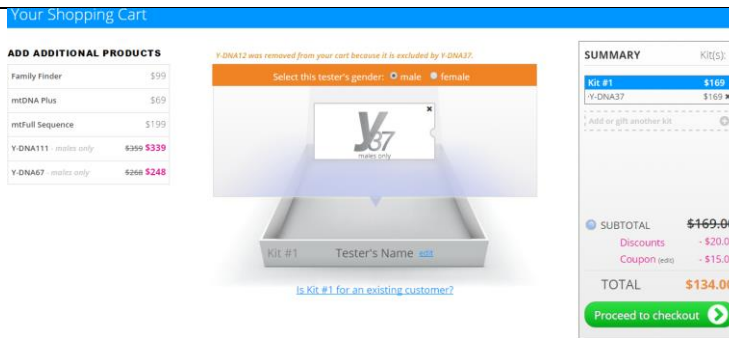 Your Shopping Cart
ADD ADDITIONAL PRODUCTS
Family Finder $99
mtDNA Plus $69
mtFull Sequence $199
Y-DNA111 - males only $359 $339
Y-DNA67 - males only $268 $248
Y-DNA12 was removed from your cart because it is excluded by Y-DNA37.
Select this tester's gender: male female
y37
males only
Kit #1 Tester's Name edit
Is Kit #1 for an existing customer?
SUMMARY Kit(s):
Kit #1 $169
-Y-DNA37 $169 x
Add or gift another kit
SUBTOTAL $169.00
Discounts - $20.0
Coupon (edit) - $15.0
TOTAL $134.00
Proceed to checkout